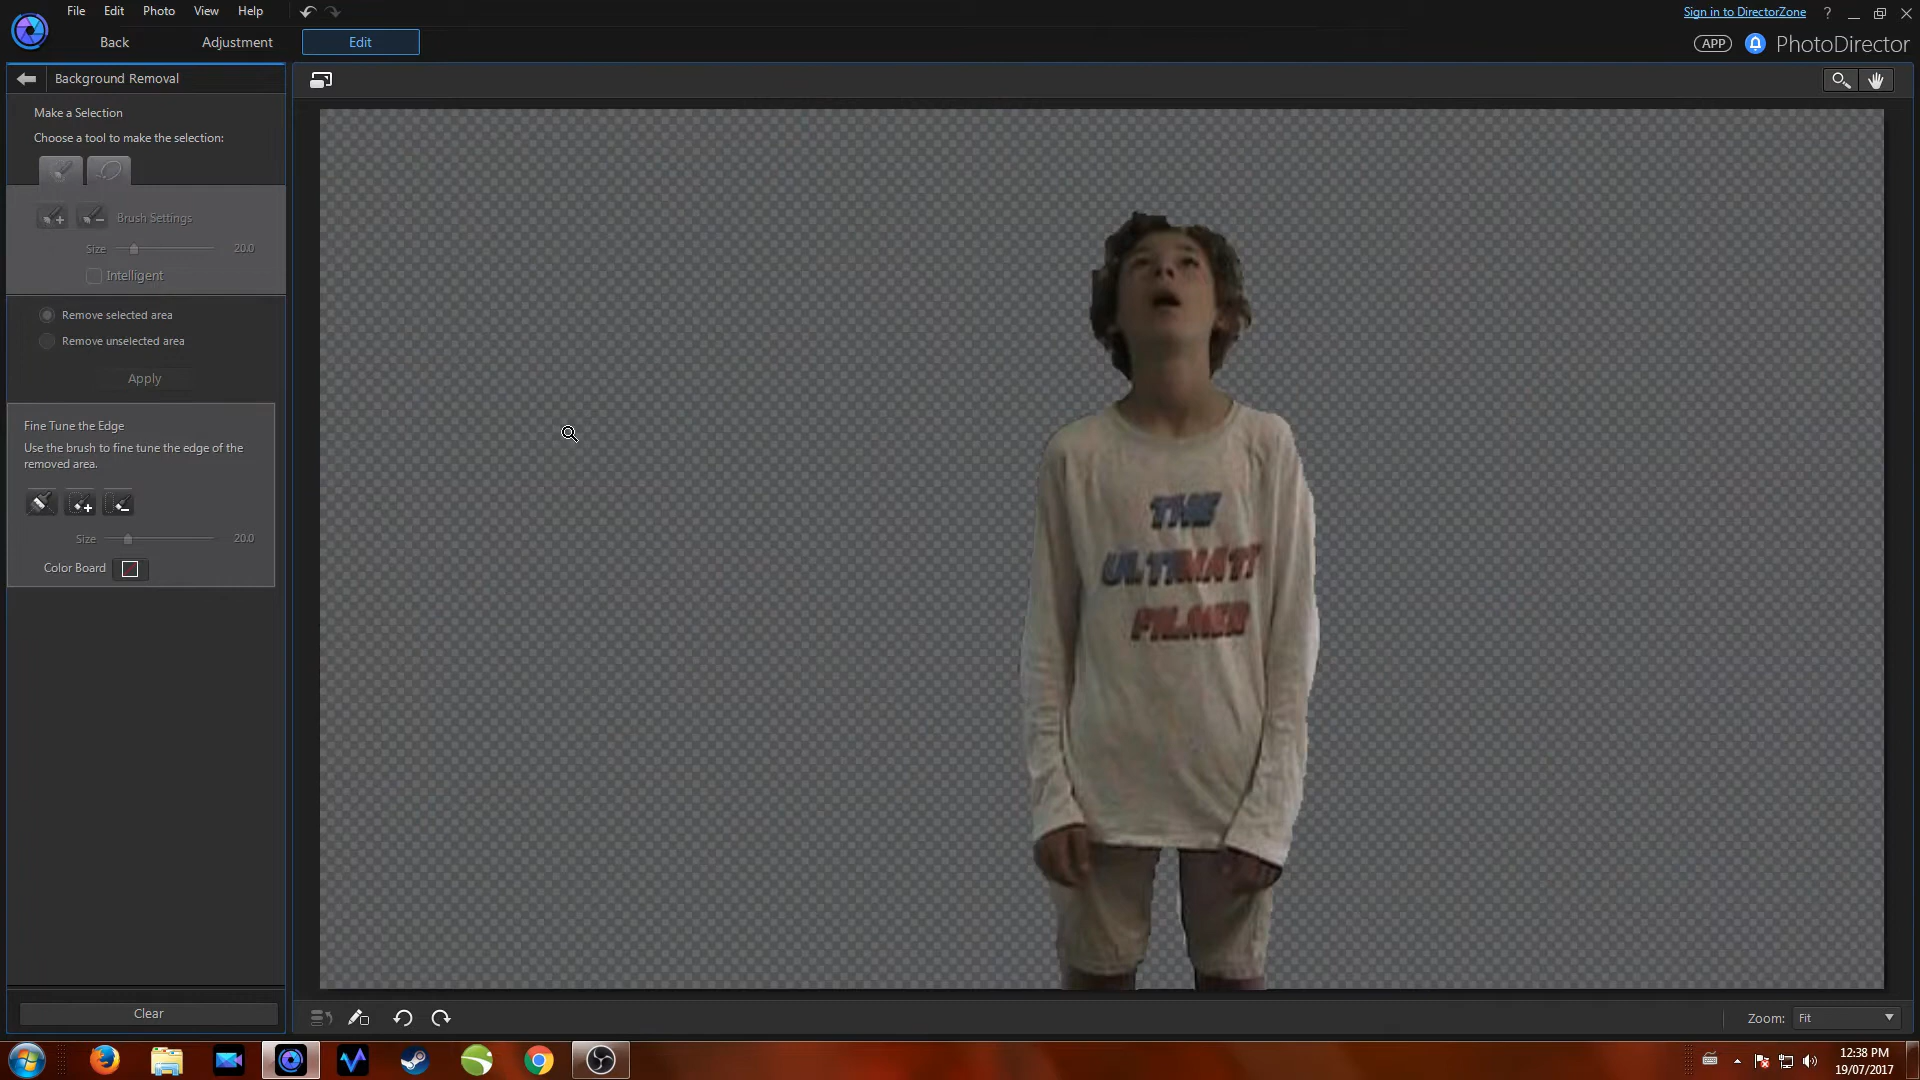 File Edit Photo View Help
Sign in to DirectorZone ?
Back Adjustment Edit
APP PhotoDirector
Background Removal
Make a Selection
Choose a tool to make the selection:
Brush Settings
Size 20.0
Intelligent
Remove selected area
Remove unselected area
Apply
Fine Tune the Edge
Use the brush to fine tune the edge of the
removed area.
Size 20.0
Color Board
THE
ULTIMATE
FILMER
Clear
Zoom: Fit
12:38 PM
19/07/2017